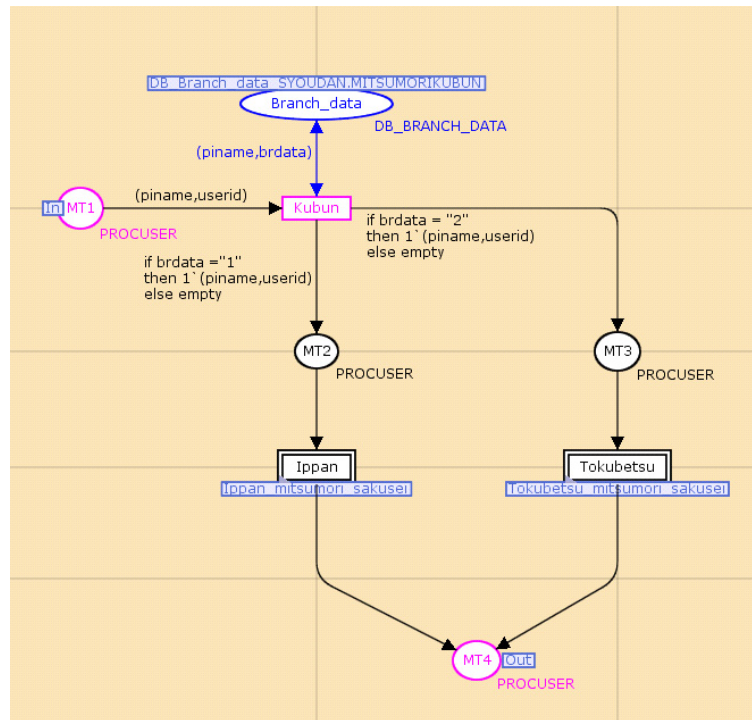 DB_Branch_data_SYOUDAN.MITSUMORIKUBUN
Branch_data
DB_BRANCH_DATA
(piname,brdata)
(piname,userid)
In
MT1
Kubun
PROCUSER
if brdata = "2"
then 1`(piname,userid)
else empty
if brdata ="1"
then 1`(piname,userid)
else empty
MT2
MT3
PROCUSER
PROCUSER
Ippan
Tokubetsu
Ippan_mitsumori_sakusei
Tokubetsu_mitsumori_sakusei
MT4
Out
PROCUSER